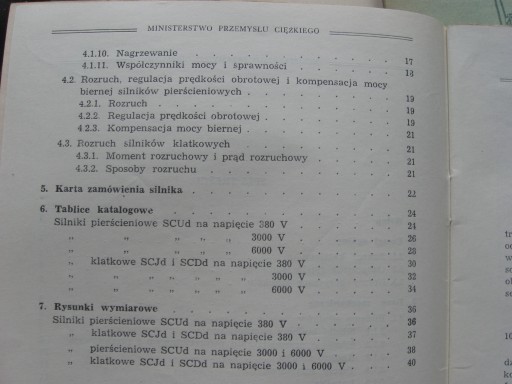 MINISTERSTWO PRZEMYSŁU CIĘŻKIEGO
4.1.10. Nagrzewanie . . . . . . . . . . . 17
4.1.11. Współczynniki mocy i sprawności . . . . . . 18
4.2. Rozruch, regulacja prędkości obrotowej i kompensacja mocy
biernej silników pierścieniowych . . . . . . . . 19
4.2.1. Rozruch . . . . . . . . . . . . 19
4.2.2. Regulacja prędkości obrotowej . . . . . . . 19
4.2.3. Kompensacja mocy biernej . . . . . . . . 21
4.3. Rozruch silników klatkowych . . . . . . . . 21
4.3.1. Moment rozruchowy i prąd rozruchowy . . . . . 21
4.3.2. Sposoby rozruchu . . . . . . . . . . 21
5. Karta zamówienia silnika . . . . . . . . . 22
6. Tablice katalogowe . . . . . . . . . . . 24
Silniki pierścieniowe SCUd na napięcie 380 V . . . . . 24
„ „ „ „ „ 3000 V . . . . . 26
„ „ „ „ „ 6000 V . . . . . 28
„ klatkowe SCJd i SCDd na napięcie 380 V . . . . 30
„ „ „ „ „ „ „ 3000 V . . . . 32
„ „ „ „ „ „ „ 6000 V . . . . 34
7. Rysunki wymiarowe . . . . . . . . . . . 36
Silniki pierścieniowe SCUd na napięcie 380 V . . . . . 36
„ klatkowe SCJd i SCDd na napięcie 380 V . . . . 37
„ pierścieniowe SCUd na napięcie 3000 i 6000 V . . . 38
„ klatkowe SCJd i SCDd na napięcie 3000 i 6000 V . . . 40